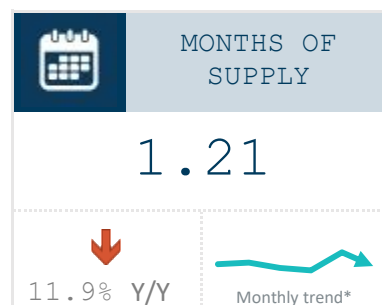 MONTHS OF
SUPPLY
1.21
11.9% Y/Y
Monthly trend*